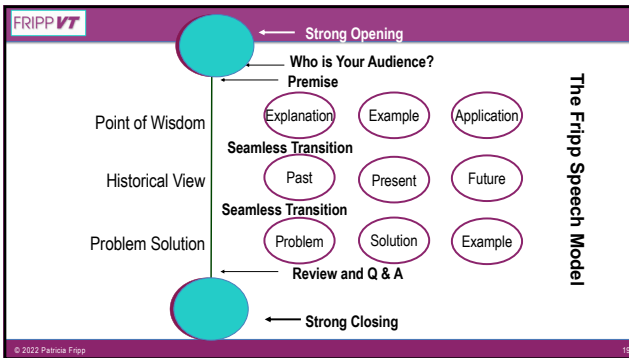 FRIPP VT
Strong Opening
Who is Your Audience?
Premise
The Fripp Speech Model
Point of Wisdom
Explanation
Example
Application
Seamless Transition
Historical View
Past
Present
Future
Seamless Transition
Problem Solution
Problem
Solution
Example
Review and Q & A
Strong Closing
© 2022 Patricia Fripp